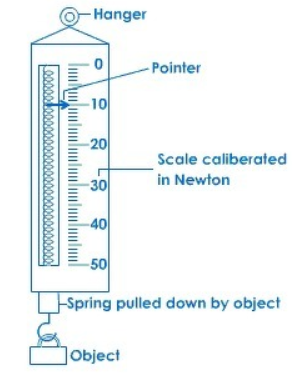 Hanger
0
Pointer
10
20
Scale caliberated
in Newton
30
40
50
Spring pulled down by object
Object